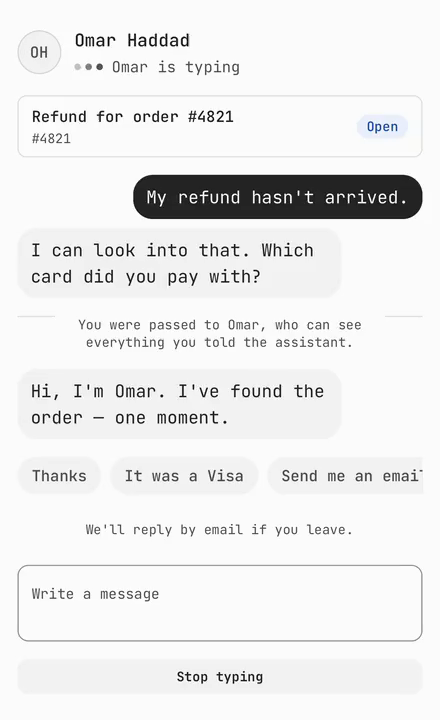 OH
Omar Haddad
Omar is typing
Refund for order #4821
#4821
Open
My refund hasn't arrived.
I can look into that. Which
card did you pay with?
You were passed to Omar, who can see
everything you told the assistant.
Hi, I'm Omar. I've found the
order — one moment.
Thanks
It was a Visa
Send me an email
We'll reply by email if you leave.
Write a message
Stop typing